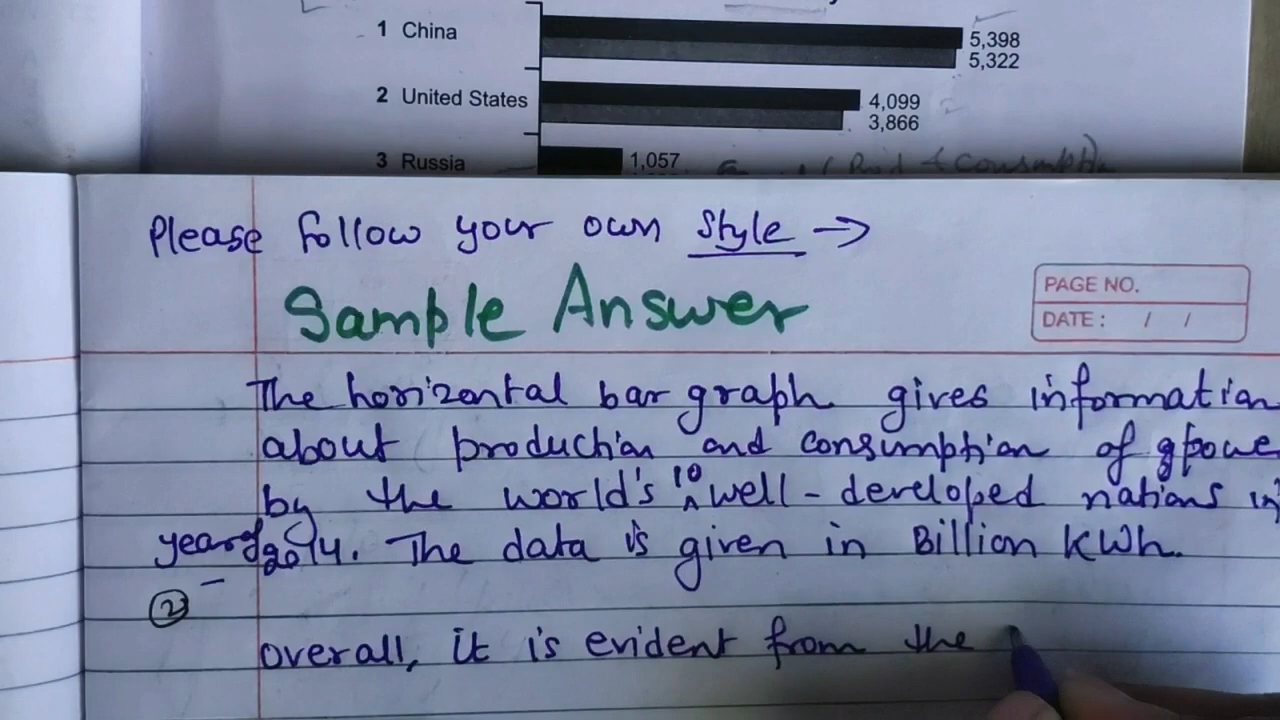 1 China
5,398
5,322
2 United States
4,099
3,866
3 Russia
1,057
(Prod & Consumption)
Please follow your own Style →
Sample Answer
PAGE NO.
DATE : / /
The horizontal bar graph gives information
about production and consumption of
by the world's 10 well - developed nations in
year of 2014. The data is given in Billion kWh.
②
overall, it is evident from the